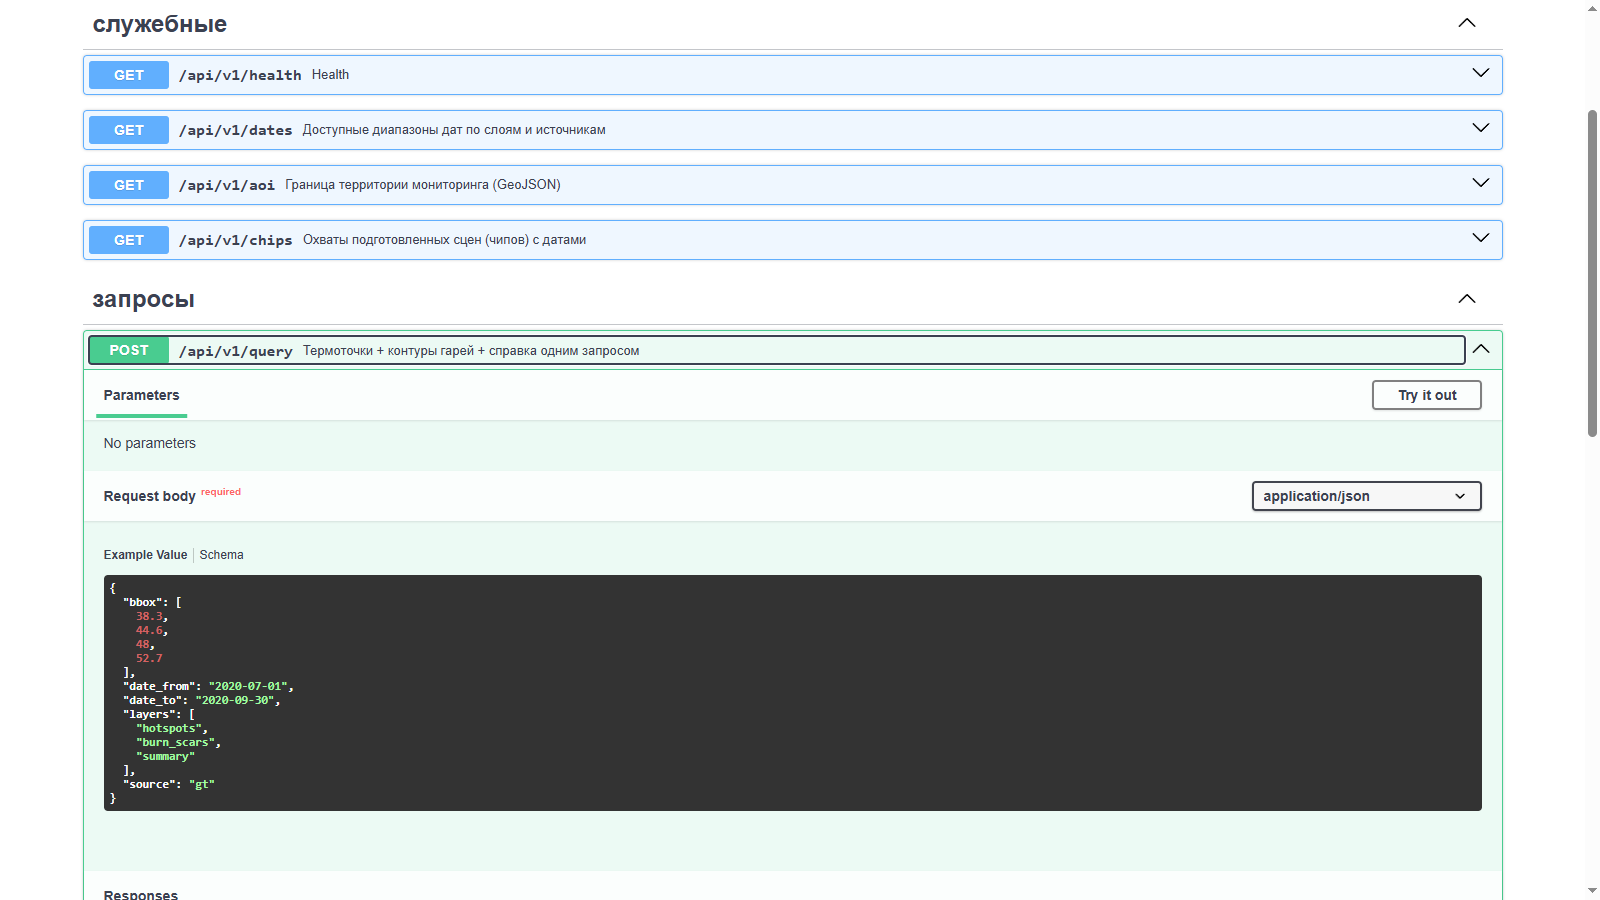 служебные
GET /api/v1/health Health
GET /api/v1/dates Доступные диапазоны дат по слоям и источникам
GET /api/v1/aoi Граница территории мониторинга (GeoJSON)
GET /api/v1/chips Охваты подготовленных сцен (чипов) с датами
запросы
POST /api/v1/query Термоточки + контуры гарей + справка одним запросом
Parameters Try it out
No parameters
Request body required application/json
Example Value Schema
{
  "bbox": [
    38.3,
    44.6,
    48,
    52.7
  ],
  "date_from": "2020-07-01",
  "date_to": "2020-09-30",
  "layers": [
    "hotspots",
    "burn_scars",
    "summary"
  ],
  "source": "gt"
}
Responses